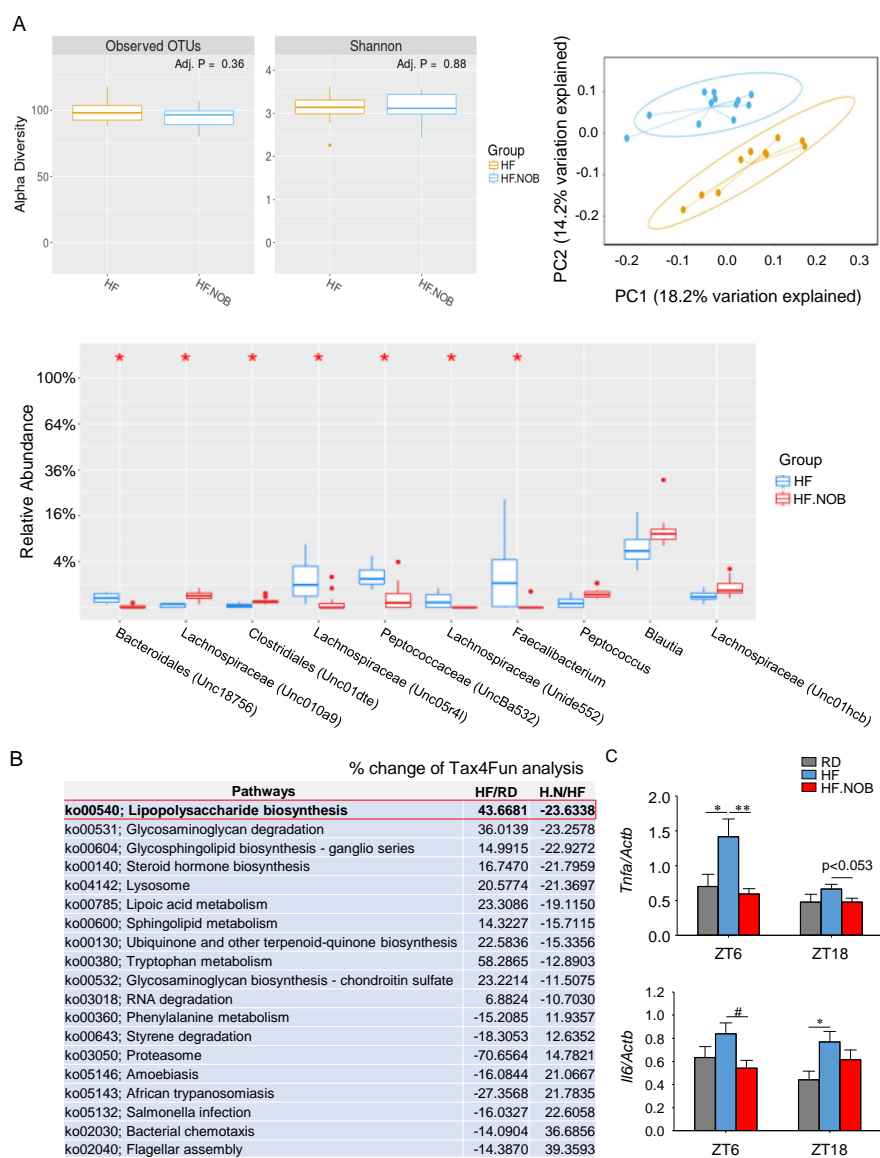 A
Observed OTUs
Adj. P = 0.36
Shannon
Adj. P = 0.88
Alpha Diversity
100
50
0
4
3
2
1
0
HF
HF.NOB
HF
HF.NOB
Group
HF
HF.NOB
PC2 (14.2% variation explained)
0.1
0.0
-0.1
-0.2
-0.2
-0.1
0.0
0.1
0.2
0.3
PC1 (18.2% variation explained)
* * * * * * *
Relative Abundance
100%
64%
36%
16%
4%
Group
HF
HF.NOB
Bacteroidales (Unc18756)
Lachnospiraceae (Unc010a9)
Clostridiales (Unc01dte)
Lachnospiraceae (Unc05r4l)
Peptococcaceae (UncBa532)
Lachnospiraceae (Unide552)
Faecalibacterium
Peptococcus
Blautia
Lachnospiraceae (Unc01hcb)
B
% change of Tax4Fun analysis
Pathways HF/RD H.N/HF
ko00540; Lipopolysaccharide biosynthesis 43.6681 -23.6338
ko00531; Glycosaminoglycan degradation 36.0139 -23.2578
ko00604; Glycosphingolipid biosynthesis - ganglio series 14.9915 -22.9272
ko00140; Steroid hormone biosynthesis 16.7470 -21.7959
ko04142; Lysosome 20.5774 -21.3697
ko00785; Lipoic acid metabolism 23.3086 -19.1150
ko00600; Sphingolipid metabolism 14.3227 -15.7115
ko00130; Ubiquinone and other terpenoid-quinone biosynthesis 22.5836 -15.3356
ko00380; Tryptophan metabolism 58.2865 -12.8903
ko00532; Glycosaminoglycan biosynthesis - chondroitin sulfate 23.2214 -11.5075
ko03018; RNA degradation 6.8824 -10.7030
ko00360; Phenylalanine metabolism -15.2085 11.9357
ko00643; Styrene degradation -18.3053 12.6352
ko03050; Proteasome -70.6564 14.7821
ko05146; Amoebiasis -16.0844 21.0667
ko05143; African trypanosomiasis -27.3568 21.7835
ko05132; Salmonella infection -16.0327 22.6058
ko02030; Bacterial chemotaxis -14.0904 36.6856
ko02040; Flagellar assembly -14.3870 39.3593
C
RD
HF
HF.NOB
Tnfa/Actb
2.0
1.5
1.0
0.5
0.0
* **
p<0.053
ZT6
ZT18
Il6/Actb
1.2
1.0
0.8
0.6
0.4
0.2
0.0
#
*
ZT6
ZT18